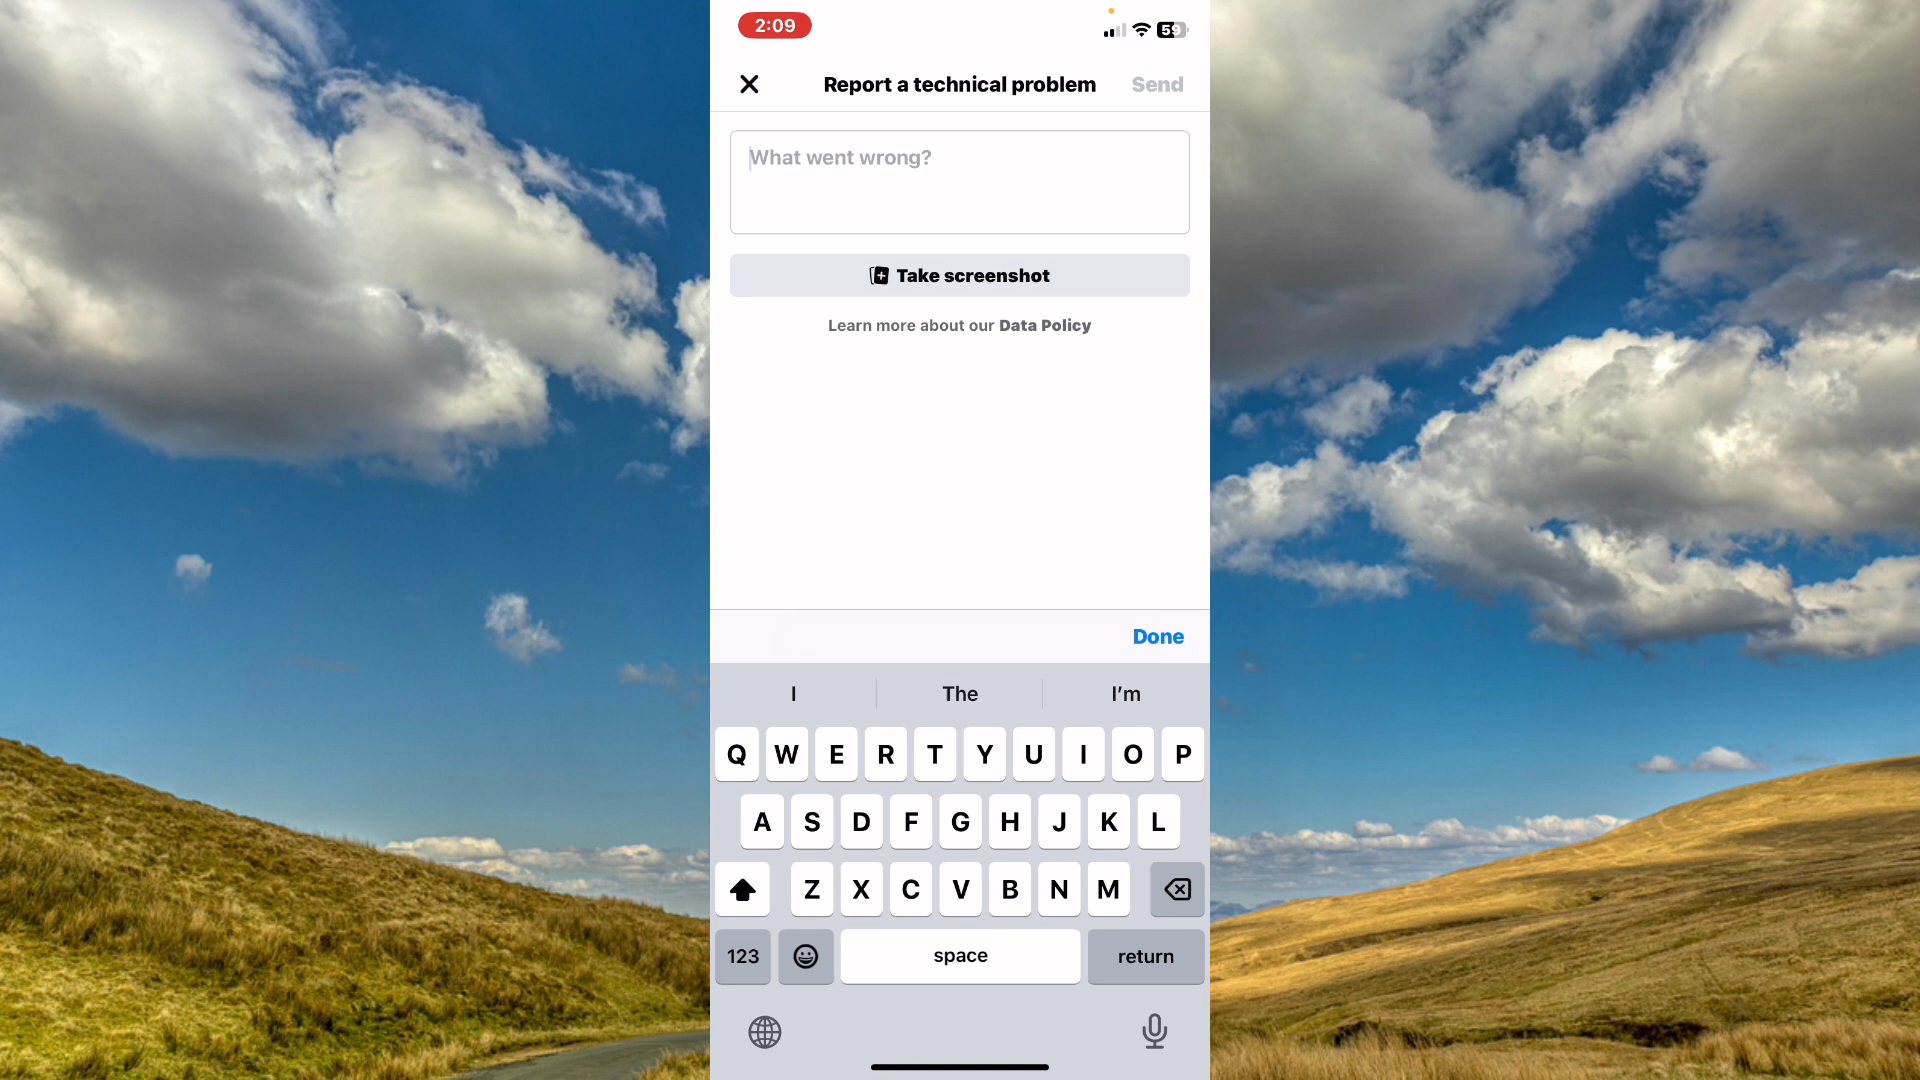 2:09
59
Report a technical problem
Send
What went wrong?
Take screenshot
Learn more about our Data Policy
Done
I The I'm
Q W E R T Y U I O P
A S D F G H J K L
Z X C V B N M
123 space return